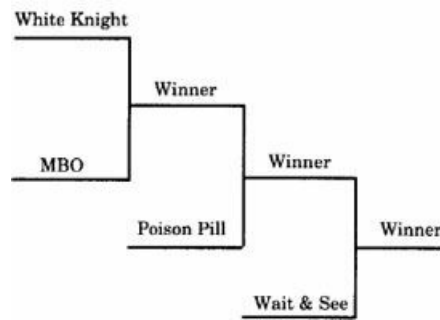 White Knight
Winner
MBO
Winner
Poison Pill
Winner
Wait & See